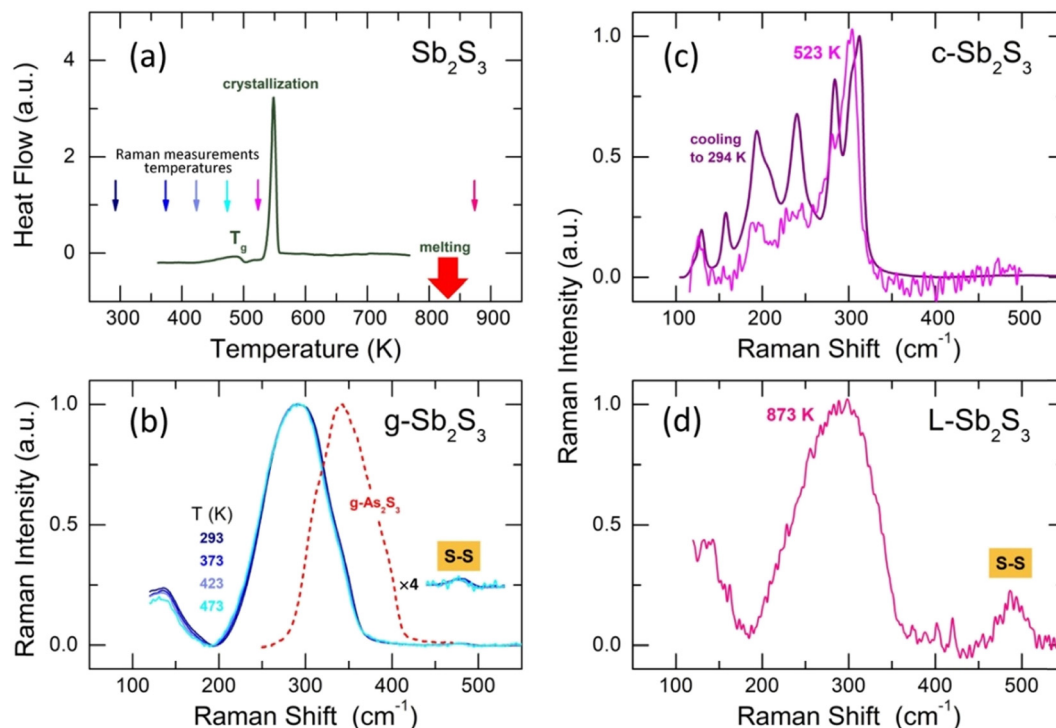 (a)
Sb₂S₃
crystallization
Raman measurements
temperatures
T_g
melting
Heat Flow (a.u.)
4
2
0
300 400 500 600 700 800 900
Temperature (K)
(c)
c-Sb₂S₃
523 K
cooling
to 294 K
1.0
0.5
0.0
100 200 300 400 500
Raman Shift (cm⁻¹)
Raman Intensity (a.u.)
(b)
g-Sb₂S₃
g-As₂S₃
T (K)
293
373
423
473
S-S
×4
Raman Intensity (a.u.)
1.0
0.5
0.0
100 200 300 400 500
Raman Shift (cm⁻¹)
(d)
L-Sb₂S₃
873 K
S-S
1.0
0.5
0.0
100 200 300 400 500
Raman Shift (cm⁻¹)